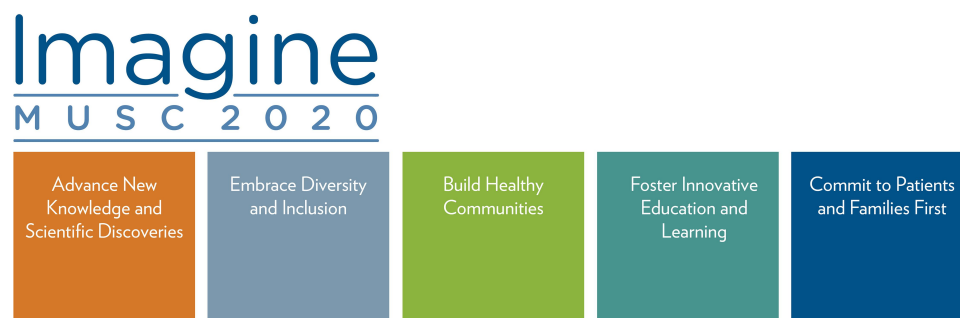 Imagine
MUSC 2020
Advance New
Knowledge and
Scientific Discoveries
Embrace Diversity
and Inclusion
Build Healthy
Communities
Foster Innovative
Education and
Learning
Commit to Patients
and Families First